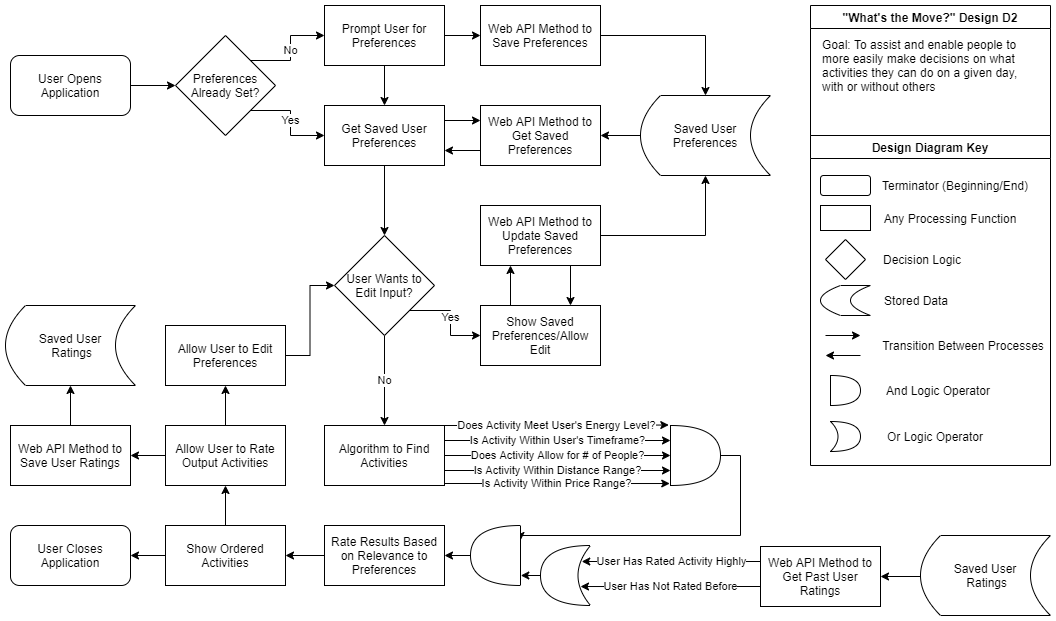 "What's the Move?" Design D2
Goal: To assist and enable people to
more easily make decisions on what
activities they can do on a given day,
with or without others
Design Diagram Key
Terminator (Beginning/End)
Any Processing Function
Decision Logic
Stored Data
Transition Between Processes
And Logic Operator
Or Logic Operator
User Opens
Application
Preferences
Already Set?
No
Yes
Prompt User for
Preferences
Web API Method to
Save Preferences
Get Saved User
Preferences
Web API Method to
Get Saved
Preferences
Saved User
Preferences
Web API Method to
Update Saved
Preferences
User Wants to
Edit Input?
Yes
Show Saved
Preferences/Allow
Edit
No
Saved User
Ratings
Allow User to Edit
Preferences
Web API Method to
Save User Ratings
Allow User to Rate
Output Activities
Algorithm to Find
Activities
Does Activity Meet User's Energy Level?
Is Activity Within User's Timeframe?
Does Activity Allow for # of People?
Is Activity Within Distance Range?
Is Activity Within Price Range?
User Closes
Application
Show Ordered
Activities
Rate Results Based
on Relevance to
Preferences
User Has Rated Activity Highly
User Has Not Rated Before
Web API Method to
Get Past User
Ratings
Saved User
Ratings